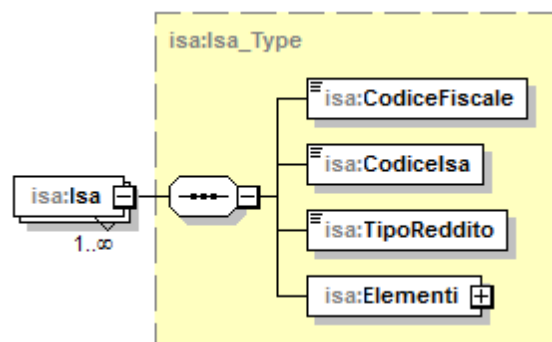 isa:Isa_Type
isa:CodiceFiscale
isa:CodiceIsa
isa:Isa
1..∞
isa:TipoReddito
isa:Elementi